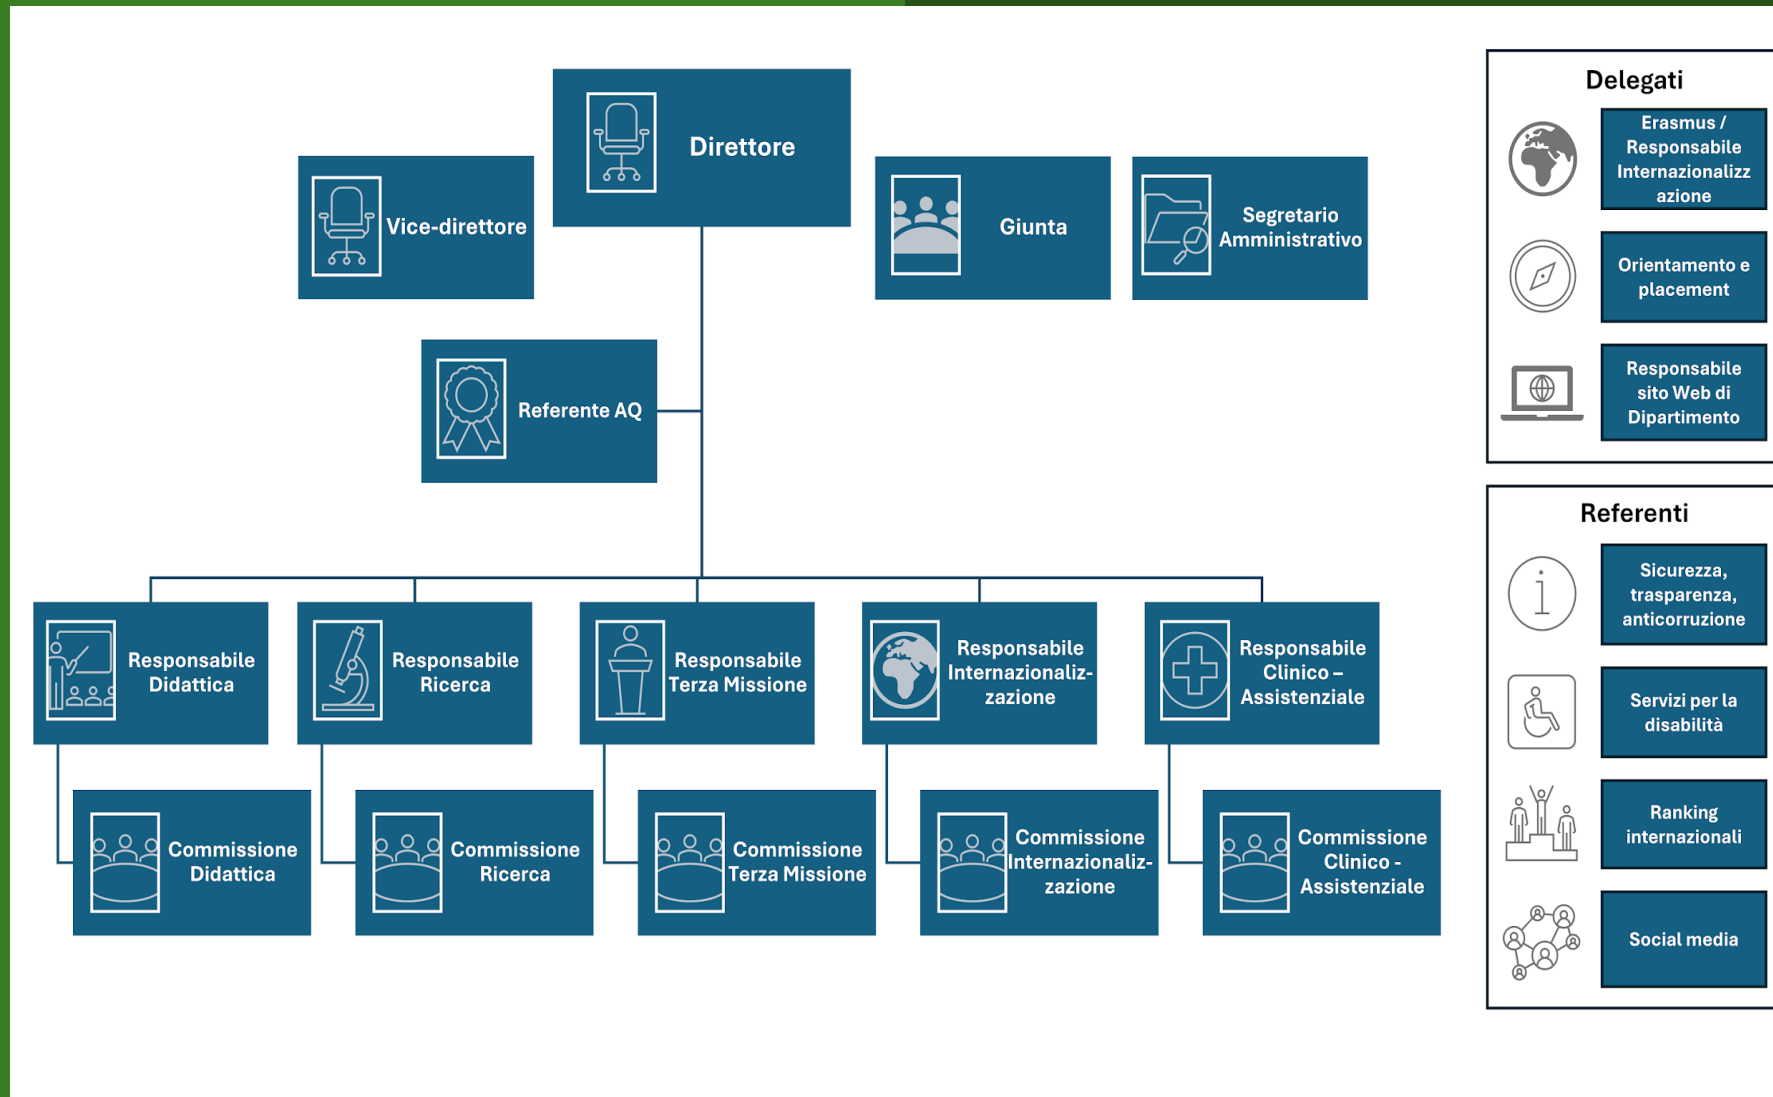 Direttore
Vice-direttore
Giunta
Segretario
Amministrativo
Referente AQ
Responsabile
Didattica
Responsabile
Ricerca
Responsabile
Terza Missione
Responsabile
Internazionaliz-
zazione
Responsabile
Clinico –
Assistenziale
Commissione
Didattica
Commissione
Ricerca
Commissione
Terza Missione
Commissione
Internazionaliz-
zazione
Commissione
Clinico -
Assistenziale
Delegati
Erasmus /
Responsabile
Internazionalizz
azione
Orientamento e
placement
Responsabile
sito Web di
Dipartimento
Referenti
i
Sicurezza,
trasparenza,
anticorruzione
Servizi per la
disabilità
Ranking
internazionali
Social media